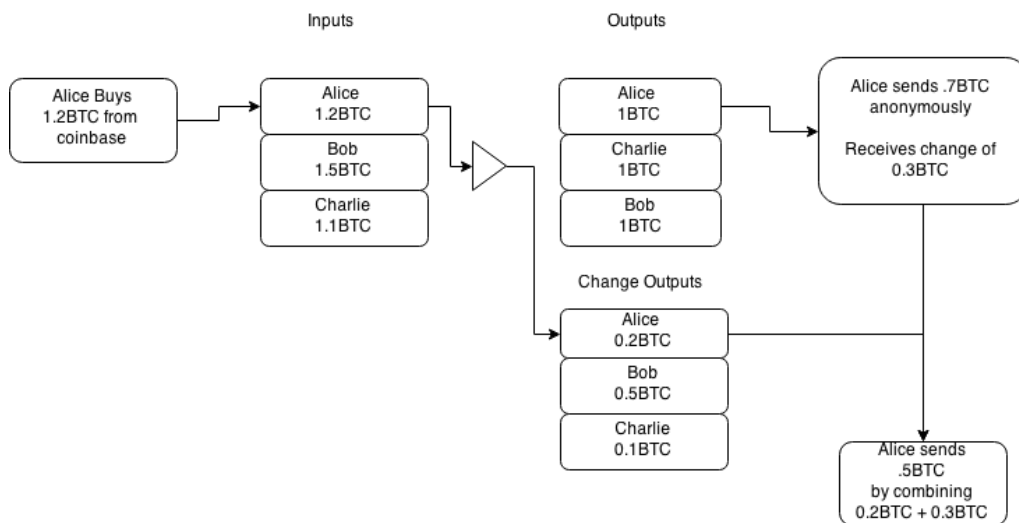 Inputs
Outputs
Alice Buys
1.2BTC from
coinbase
Alice
1.2BTC
Bob
1.5BTC
Charlie
1.1BTC
Alice
1BTC
Charlie
1BTC
Bob
1BTC
Alice sends .7BTC
anonymously
Receives change of
0.3BTC
Change Outputs
Alice
0.2BTC
Bob
0.5BTC
Charlie
0.1BTC
Alice sends
.5BTC
by combining
0.2BTC + 0.3BTC